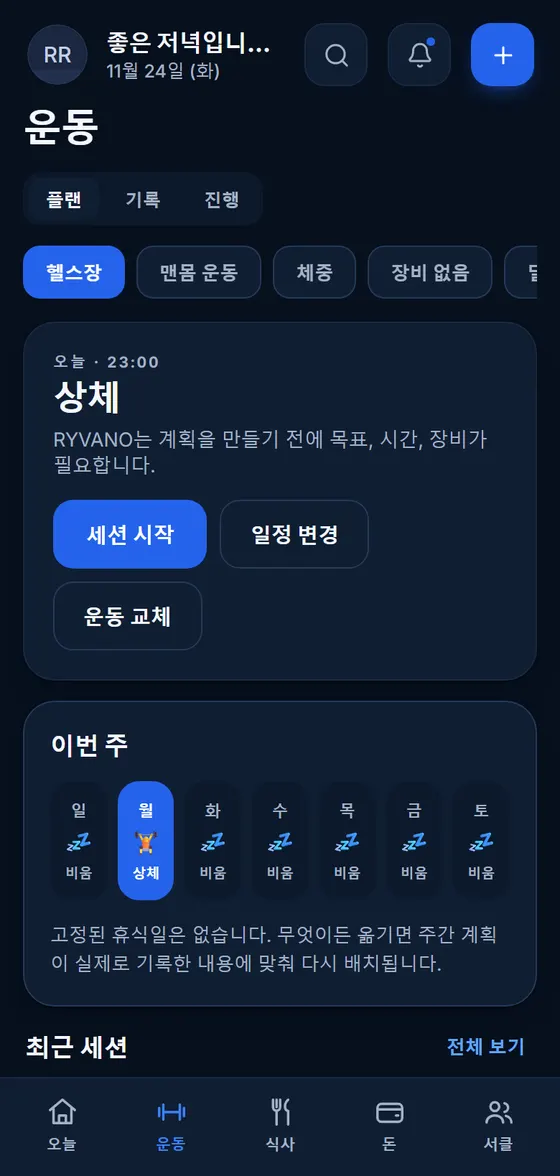 RR
좋은 저녁입니...
11월 24일 (화)
운동
플랜 기록 진행
헬스장 맨몸 운동 체중 장비 없음
오늘 · 23:00
상체
RYVANO는 계획을 만들기 전에 목표, 시간, 장비가
필요합니다.
세션 시작 일정 변경
운동 교체
이번 주
일 월 화 수 목 금 토
비움 상체 비움 비움 비움 비움 비움
고정된 휴식일은 없습니다. 무엇이든 옮기면 주간 계획
이 실제로 기록한 내용에 맞춰 다시 배치됩니다.
최근 세션 전체 보기
오늘 운동 식사 돈 서클